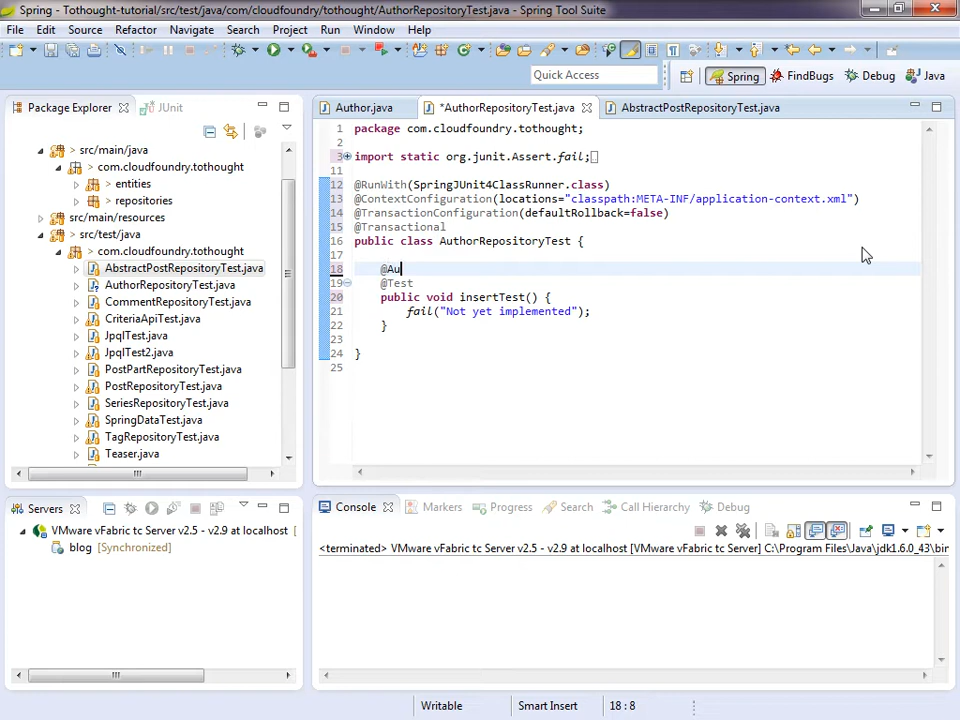 Spring - Tothought-tutorial/src/test/java/com/cloudfoundry/tothought/AuthorRepositoryTest.java - Spring Tool Suite
File Edit Source Refactor Navigate Search Project Run Window Help
Quick Access
Spring FindBugs Debug Java
Package Explorer JUnit
Author.java *AuthorRepositoryTest.java AbstractPostRepositoryTest.java
src/main/java
> com.cloudfoundry.tothought
> entities
> repositories
> src/main/resources
> src/test/java
> com.cloudfoundry.tothought
AbstractPostRepositoryTest.java
AuthorRepositoryTest.java
CommentRepositoryTest.java
CriteriaApiTest.java
JpqlTest.java
JpqlTest2.java
PostPartRepositoryTest.java
PostRepositoryTest.java
SeriesRepositoryTest.java
SpringDataTest.java
TagRepositoryTest.java
Teaser.java
1 package com.cloudfoundry.tothought;
2
3 import static org.junit.Assert.fail;
11
12 @RunWith(SpringJUnit4ClassRunner.class)
13 @ContextConfiguration(locations="classpath:META-INF/application-context.xml")
14 @TransactionConfiguration(defaultRollback=false)
15 @Transactional
16 public class AuthorRepositoryTest {
17
18 @Au
19 @Test
20 public void insertTest() {
21 fail("Not yet implemented");
22 }
23
24 }
25
Servers
VMware vFabric tc Server v2.5 - v2.9 at localhost [
blog [Synchronized]
Console Markers Progress Search Call Hierarchy Debug
<terminated> VMware vFabric tc Server v2.5 - v2.9 at localhost [VMware vFabric tc Server] C:\Program Files\Java\jdk1.6.0_43\bin
Writable Smart Insert 18 : 8